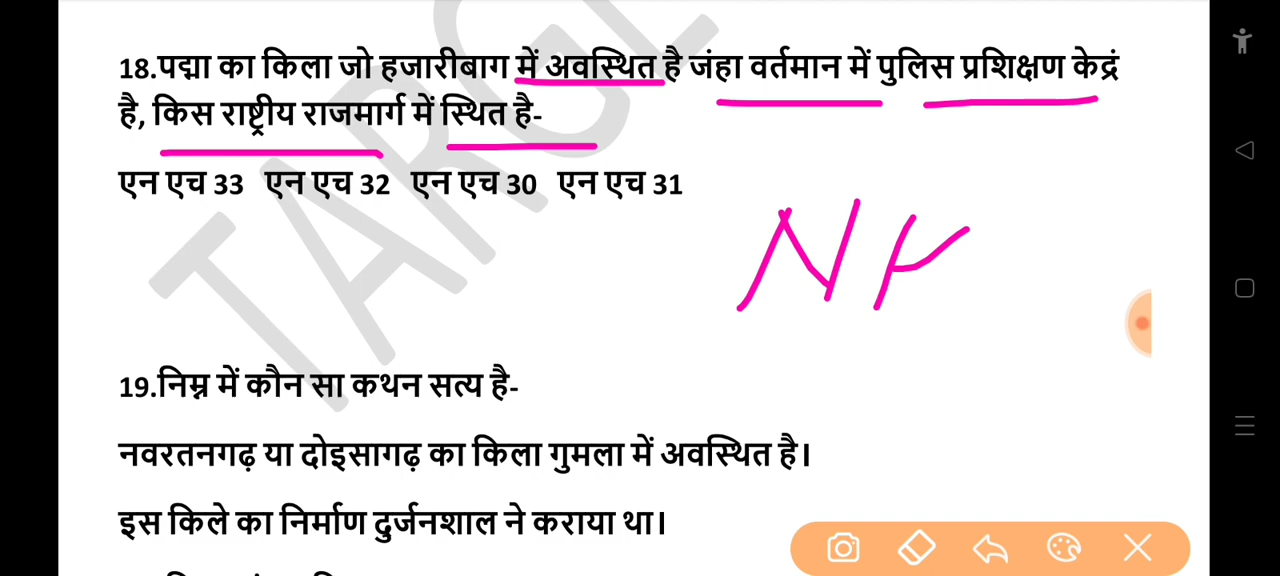 18.पद्मा का किला जो हजारीबाग में अवस्थित है जंहा वर्तमान में पुलिस प्रशिक्षण केद्रं
है, किस राष्ट्रीय राजमार्ग में स्थित है-
एन एच 33 एन एच 32 एन एच 30 एन एच 31
N
19.निम्न में कौन सा कथन सत्य है-
नवरतनगढ़ या दोइसागढ़ का किला गुमला में अवस्थित है।
इस किले का निर्माण दुर्जनशाल ने कराया था।